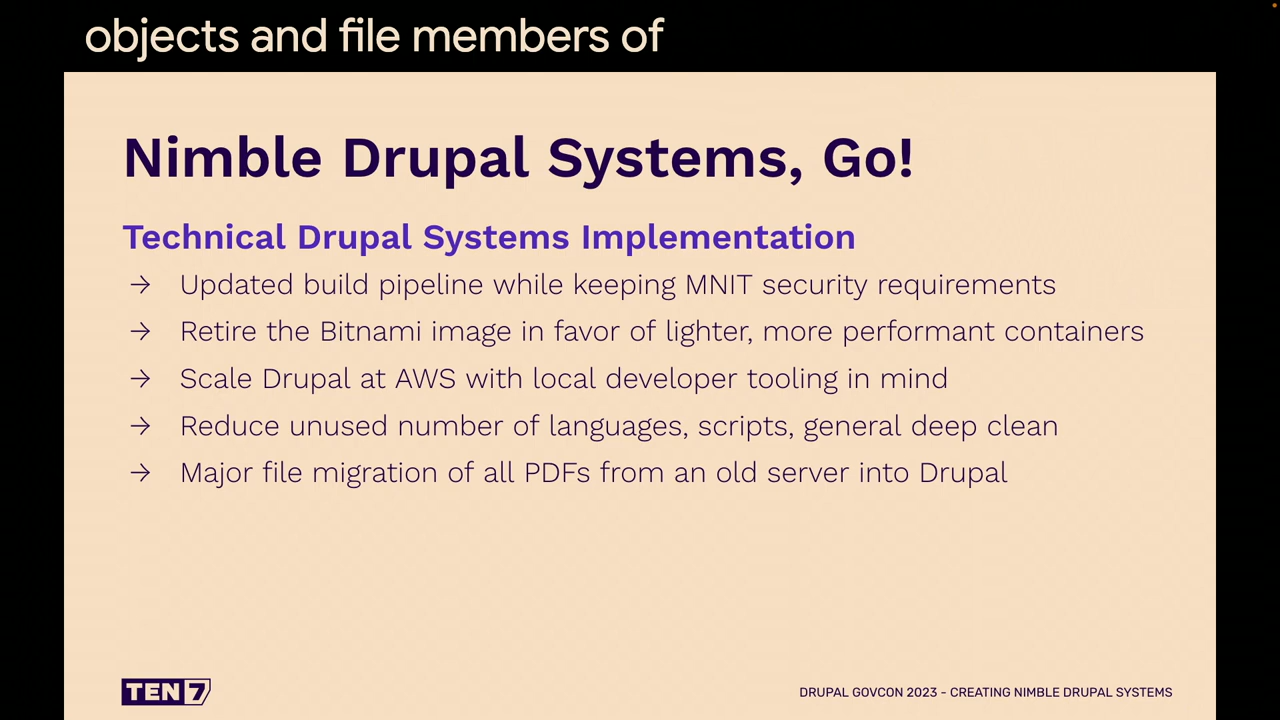 objects and file members of
Nimble Drupal Systems, Go!
Technical Drupal Systems Implementation
→ Updated build pipeline while keeping MNIT security requirements
→ Retire the Bitnami image in favor of lighter, more performant containers
→ Scale Drupal at AWS with local developer tooling in mind
→ Reduce unused number of languages, scripts, general deep clean
→ Major file migration of all PDFs from an old server into Drupal
TEN7
DRUPAL GOVCON 2023 - CREATING NIMBLE DRUPAL SYSTEMS